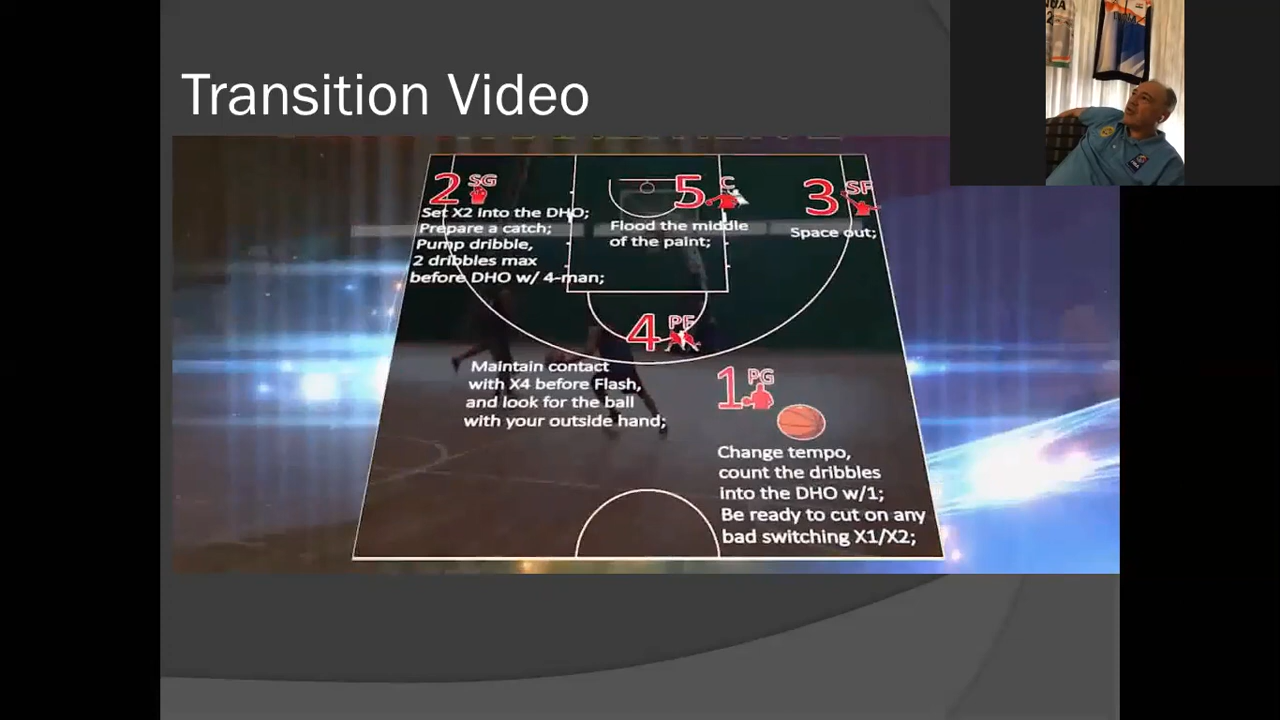 Transition Video
2 SG
Set X2 into the DHO;
Prepare a catch;
Pump dribble,
2 dribbles max
before DHO w/ 4-man;
5 C
Flood the middle
of the paint;
3 SF
Space out;
4 PF
Maintain contact
with X4 before Flash,
and look for the ball
with your outside hand;
1 PG
Change tempo,
count the dribbles
into the DHO w/1;
Be ready to cut on any
bad switching X1/X2;